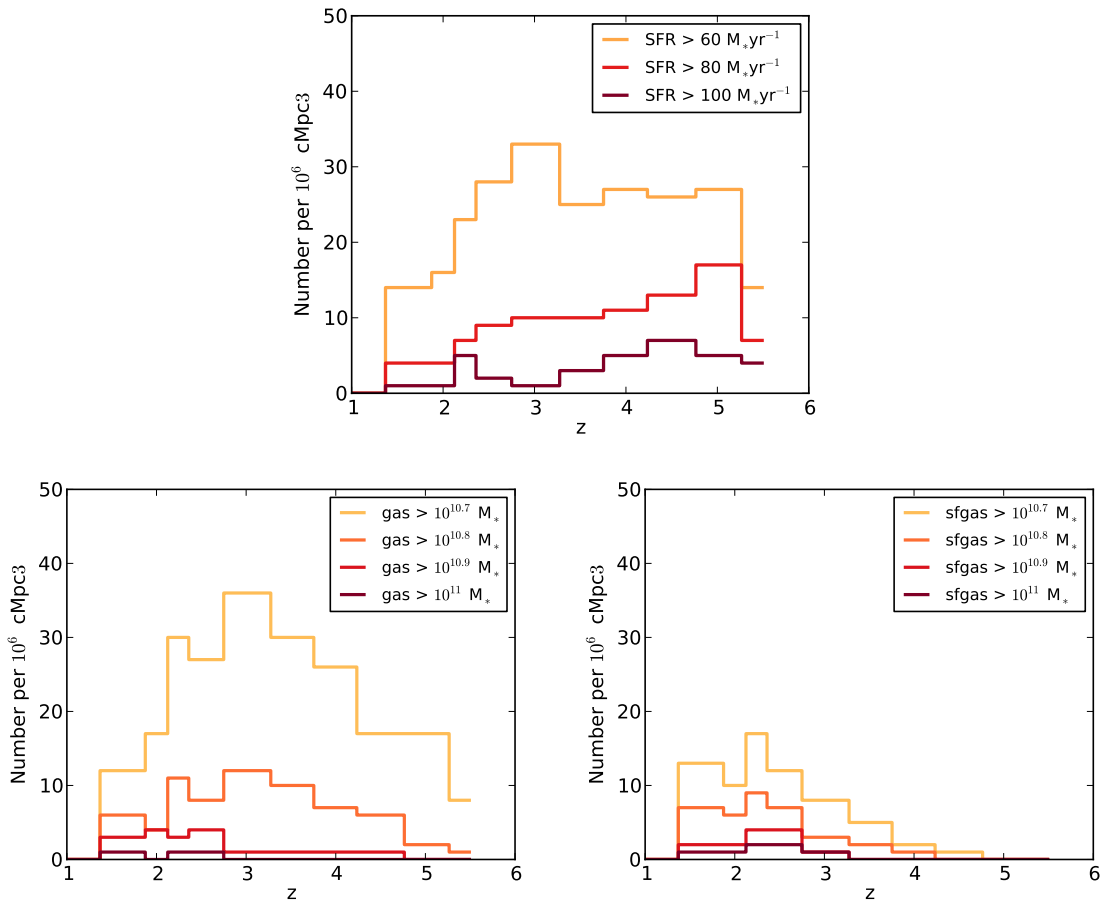 50
40
30
20
10
0
Number per 10^6 cMpc3
SFR > 60 M_*yr^−1
SFR > 80 M_*yr^−1
SFR > 100 M_*yr^−1
1 2 3 4 5 6
z
50
40
30
20
10
0
Number per 10^6 cMpc3
gas > 10^10.7 M_*
gas > 10^10.8 M_*
gas > 10^10.9 M_*
gas > 10^11 M_*
1 2 3 4 5 6
z
50
40
30
20
10
0
Number per 10^6 cMpc3
sfgas > 10^10.7 M_*
sfgas > 10^10.8 M_*
sfgas > 10^10.9 M_*
sfgas > 10^11 M_*
1 2 3 4 5 6
z